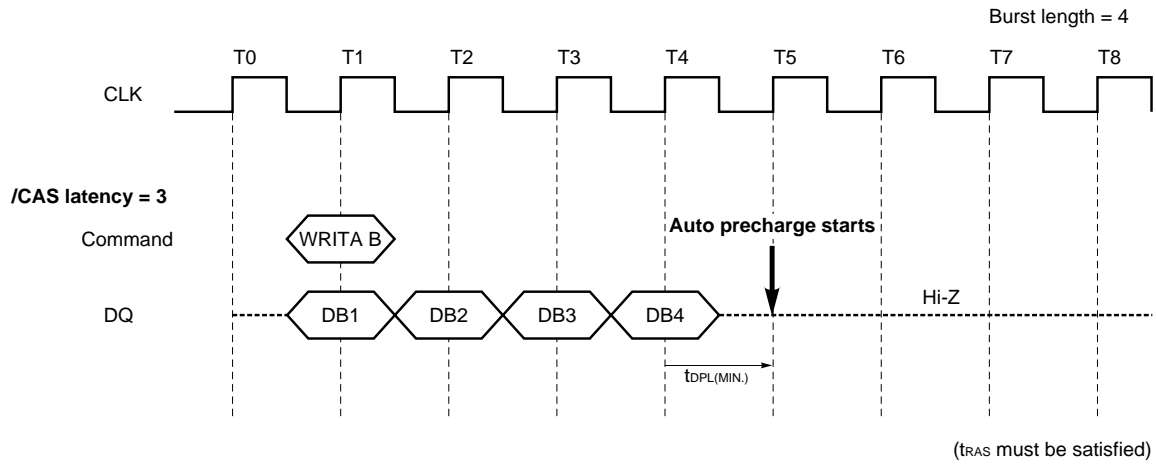 Burst length = 4
T0 T1 T2 T3 T4 T5 T6 T7 T8
CLK
/CAS latency = 3
Auto precharge starts
Command WRITA B
Hi-Z
DQ DB1 DB2 DB3 DB4
tDPL(MIN.)
(tRAS must be satisfied)